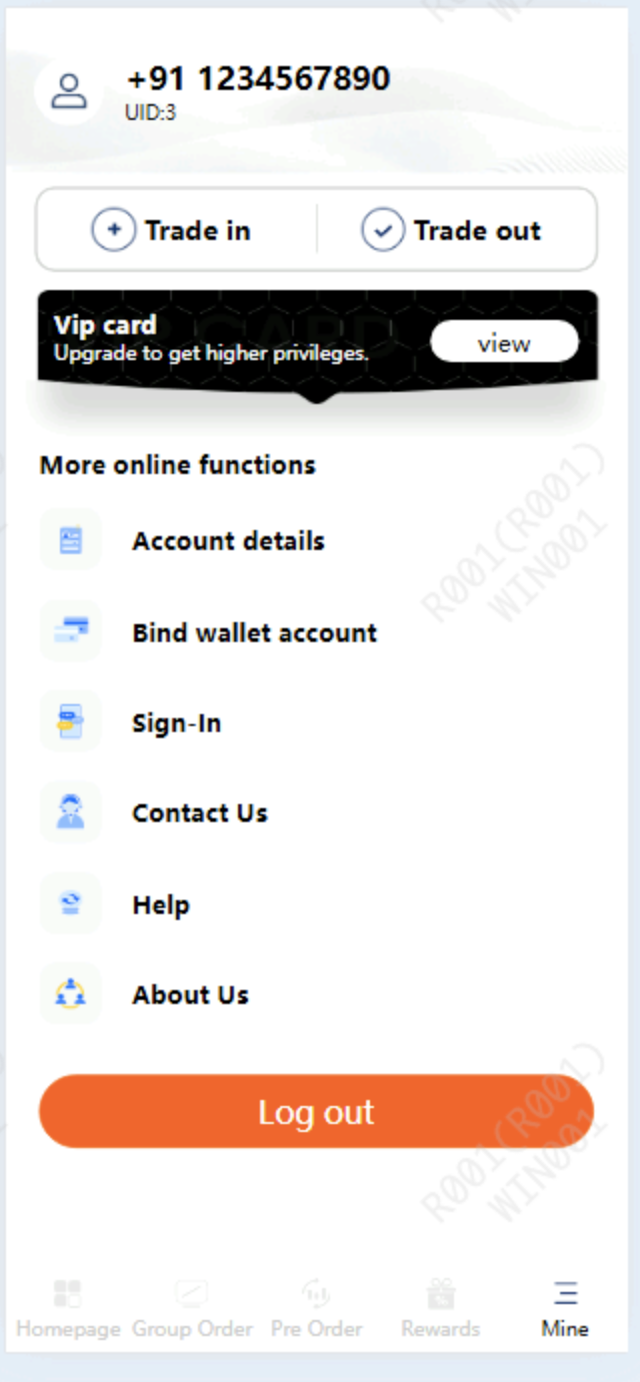 +91 1234567890
UID:3
Trade in
Trade out
Vip card
Upgrade to get higher privileges.
view
More online functions
Account details
R001(R001)
WIN001
Bind wallet account
Sign-In
Contact Us
Help
About Us
Log out
R001(R001)
WIN001
Homepage
Group Order
Pre Order
Rewards
Mine